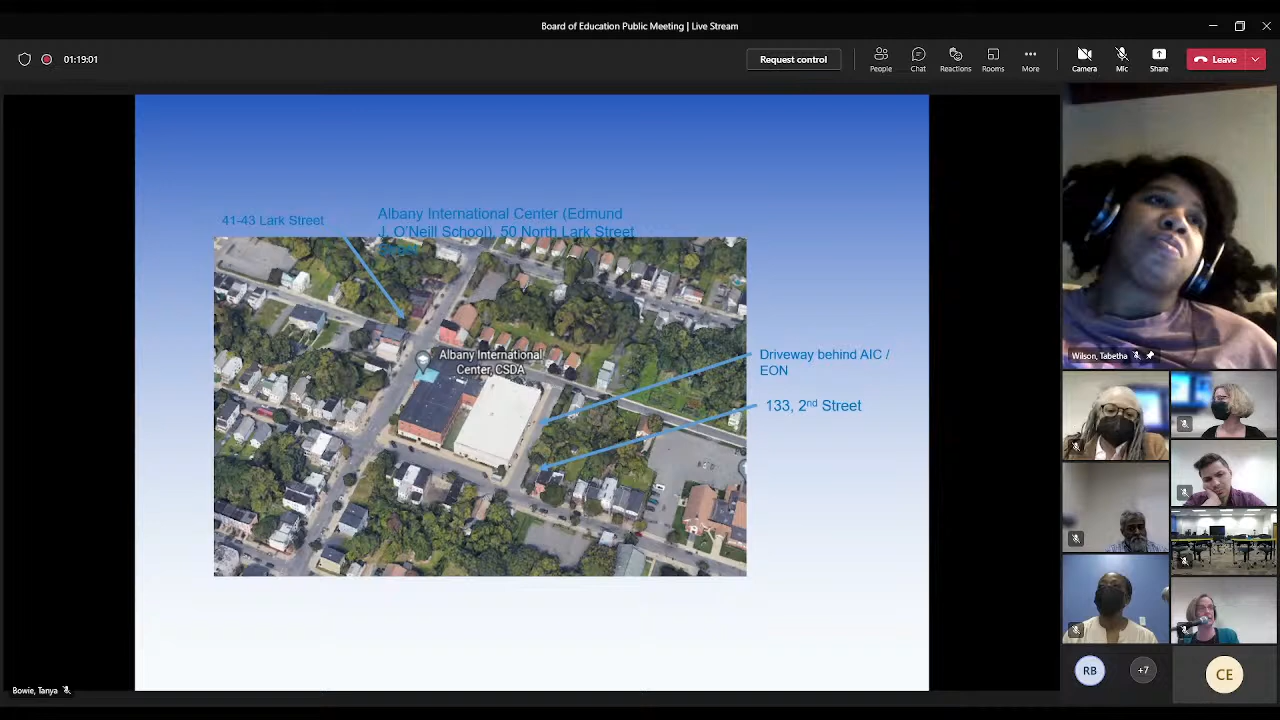 Board of Education Public Meeting | Live Stream
01:19:01
Request control
People
Chat
Reactions
Rooms
More
Camera
Mic
Share
Leave
41-43 Lark Street
Albany International Center (Edmund
J. O'Neill School), 50 North Lark Street
Albany International
Center, CSDA
Driveway behind AIC /
EON
133, 2nd Street
Wilson, Tabetha
RB
+7
CE
Bowie, Tanya